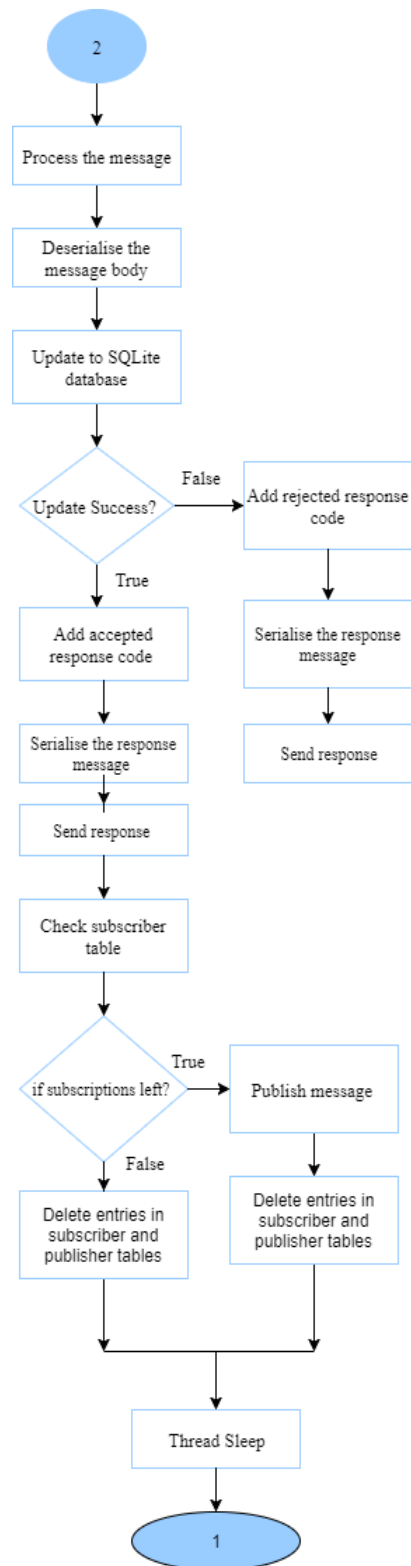 2
Process the message
Deserialise the
message body
Update to SQLite
database
Update Success?
False
Add rejected response
code
True
Serialise the response
message
Add accepted
response code
Send response
Serialise the response
message
Send response
Check subscriber
table
if subscriptions left?
True
Publish message
False
Delete entries in
subscriber and
publisher tables
Delete entries in
subscriber and
publisher tables
Thread Sleep
1